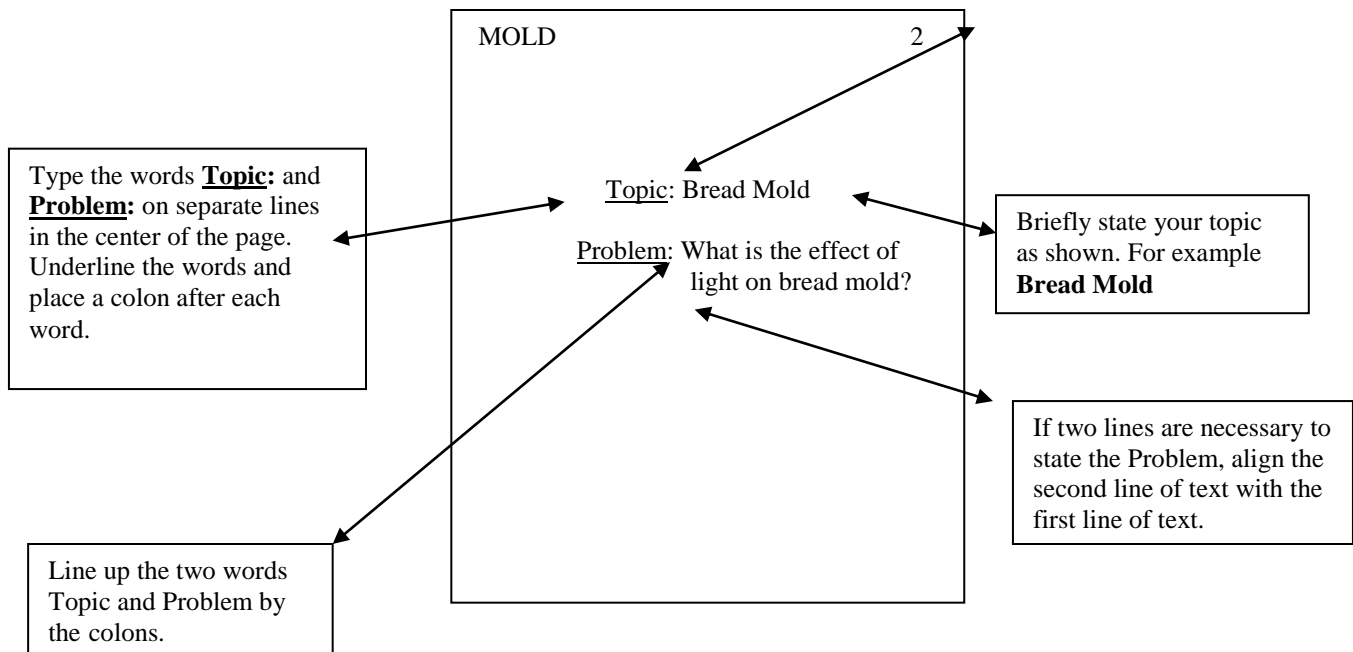 MOLD 2
Type the words Topic: and
Problem: on separate lines
in the center of the page.
Underline the words and
place a colon after each
word.
Topic: Bread Mold
Problem: What is the effect of
light on bread mold?
Briefly state your topic
as shown. For example
Bread Mold
If two lines are necessary to
state the Problem, align the
second line of text with the
first line of text.
Line up the two words
Topic and Problem by
the colons.